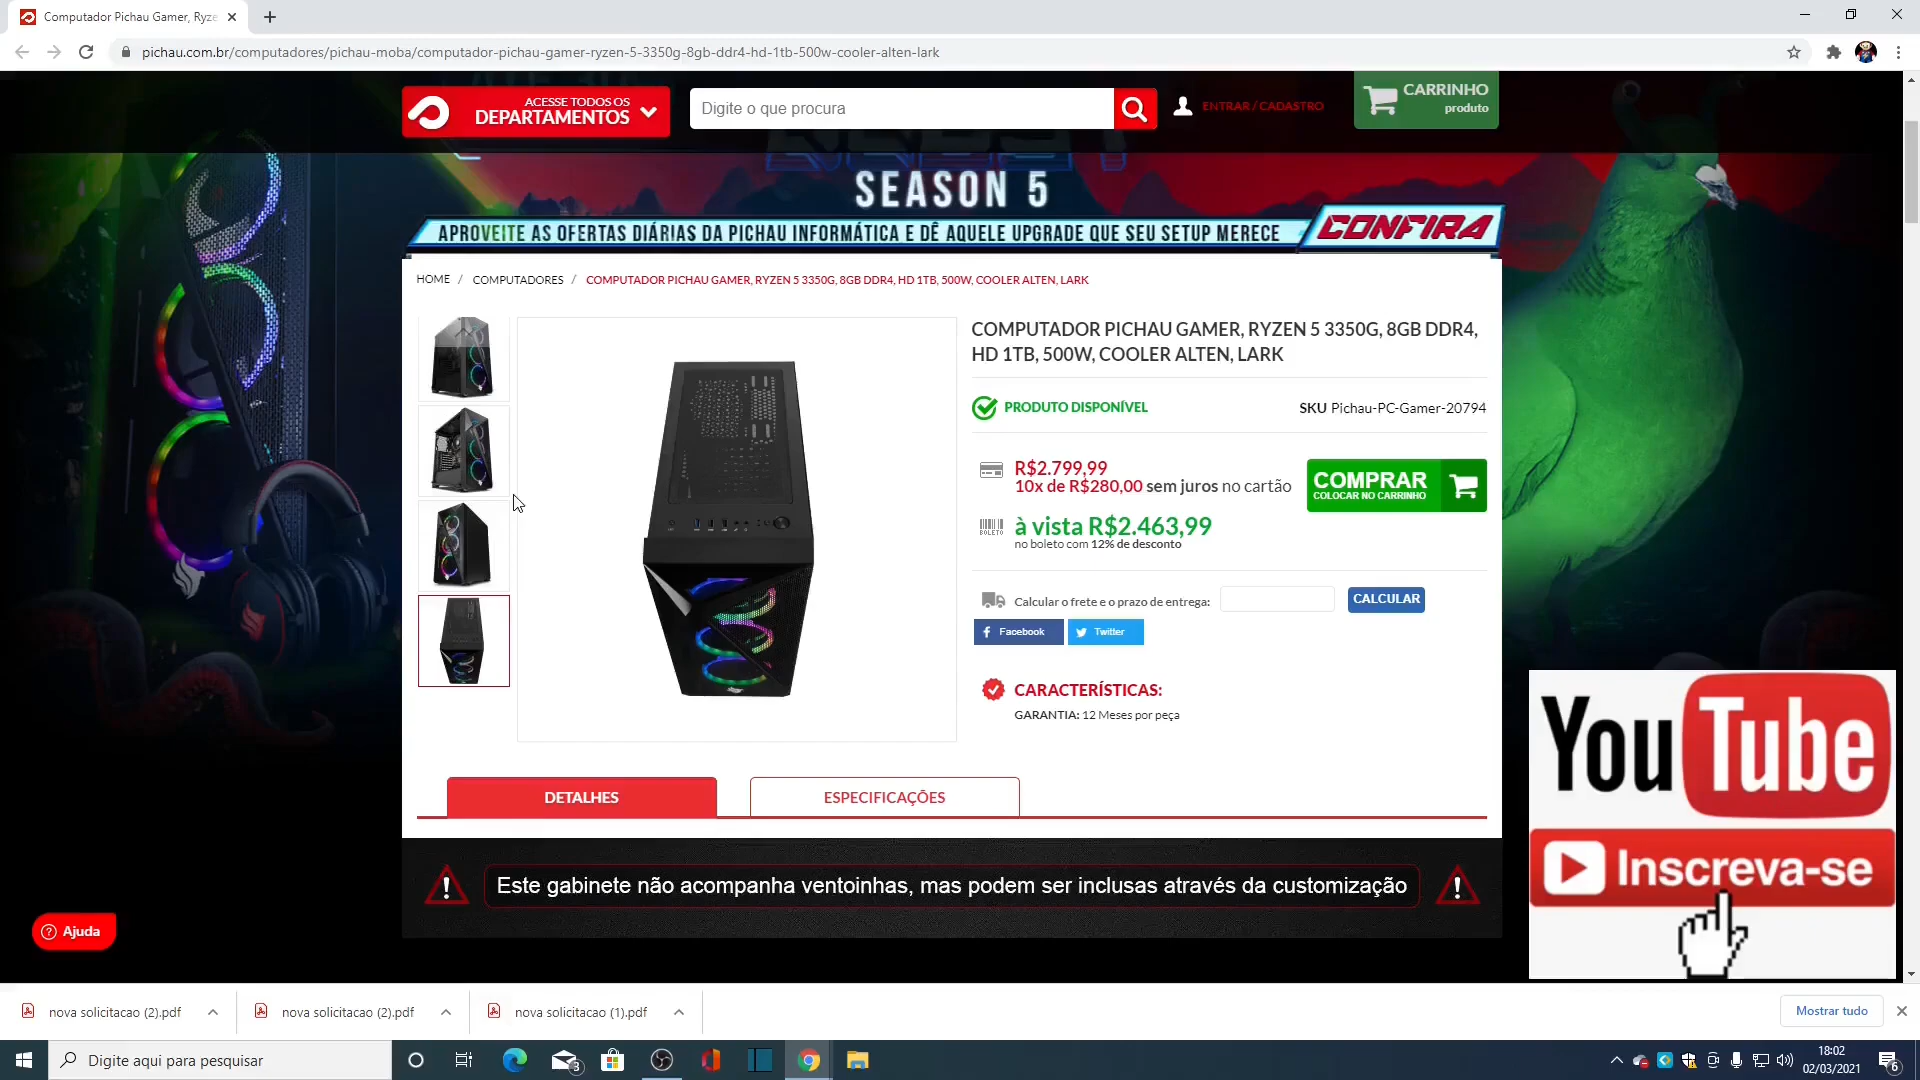 Computador Pichau Gamer, Ryze
pichau.com.br/computadores/pichau-moba/computador-pichau-gamer-ryzen-5-3350g-8gb-ddr4-hd-1tb-500w-cooler-alten-lark
ACESSE TODOS OS
DEPARTAMENTOS
Digite o que procura
ENTRAR / CADASTRO
CARRINHO
produto
SEASON 5
APROVEITE AS OFERTAS DIÁRIAS DA PICHAU INFORMÁTICA E DÊ AQUELE UPGRADE QUE SEU SETUP MERECE
CONFIRA
HOME / COMPUTADORES / COMPUTADOR PICHAU GAMER, RYZEN 5 3350G, 8GB DDR4, HD 1TB, 500W, COOLER ALTEN, LARK
COMPUTADOR PICHAU GAMER, RYZEN 5 3350G, 8GB DDR4,
HD 1TB, 500W, COOLER ALTEN, LARK
PRODUTO DISPONÍVEL
SKU Pichau-PC-Gamer-20794
R$2.799,99
10x de R$280,00 sem juros no cartão
COMPRAR
COLOCAR NO CARRINHO
à vista R$2.463,99
BOLETO
no boleto com 12% de desconto
Calcular o frete e o prazo de entrega:
CALCULAR
Facebook
Twitter
CARACTERÍSTICAS:
GARANTIA: 12 Meses por peça
DETALHES
ESPECIFICAÇÕES
Este gabinete não acompanha ventoinhas, mas podem ser inclusas através da customização
Ajuda
YouTube
Inscreva-se
nova solicitacao (2).pdf
nova solicitacao (2).pdf
nova solicitacao (1).pdf
Mostrar tudo
Digite aqui para pesquisar
3
18:02
02/03/2021
6